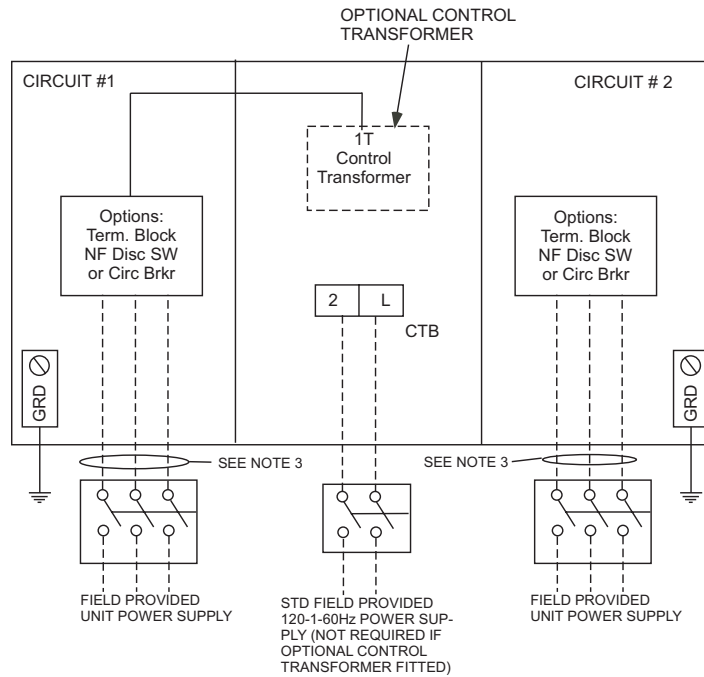 OPTIONAL CONTROL
TRANSFORMER
CIRCUIT #1
CIRCUIT # 2
1T
Control
Transformer
Options:
Term. Block
NF Disc SW
or Circ Brkr
Options:
Term. Block
NF Disc SW
or Circ Brkr
2 L
CTB
GRD
GRD
SEE NOTE 3
SEE NOTE 3
FIELD PROVIDED
UNIT POWER SUPPLY
STD FIELD PROVIDED
120-1-60Hz POWER SUP-
PLY (NOT REQUIRED IF
OPTIONAL CONTROL
TRANSFORMER FITTED)
FIELD PROVIDED
UNIT POWER SUPPLY